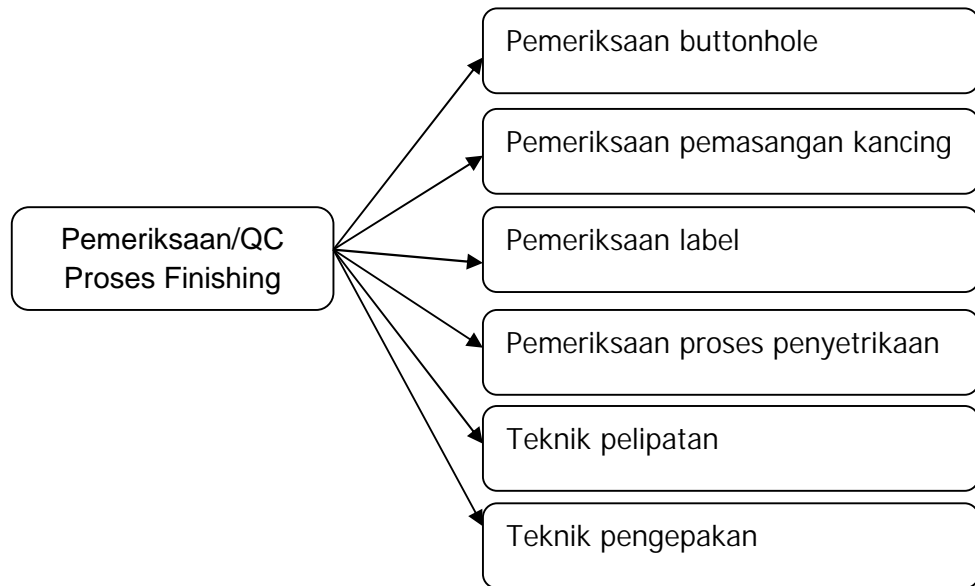 Pemeriksaan/QC
Proses Finishing
Pemeriksaan buttonhole
Pemeriksaan pemasangan kancing
Pemeriksaan label
Pemeriksaan proses penyetrikaan
Teknik pelipatan
Teknik pengepakan